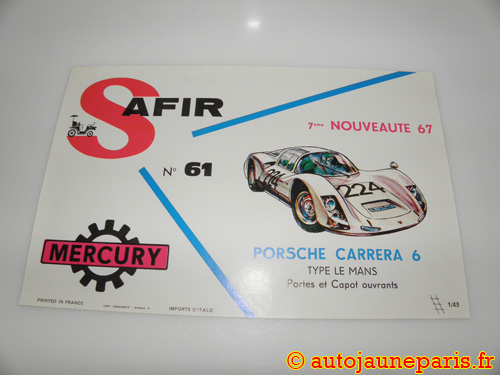 SAFIR
7ème NOUVEAUTE 67
N° 61
224
224
MERCURY
PORSCHE CARRERA 6
TYPE LE MANS
Portes et Capot ouvrants
PRINTED IN FRANCE
IMPORTE D'ITALIE
1/43
© autojauneparis.fr